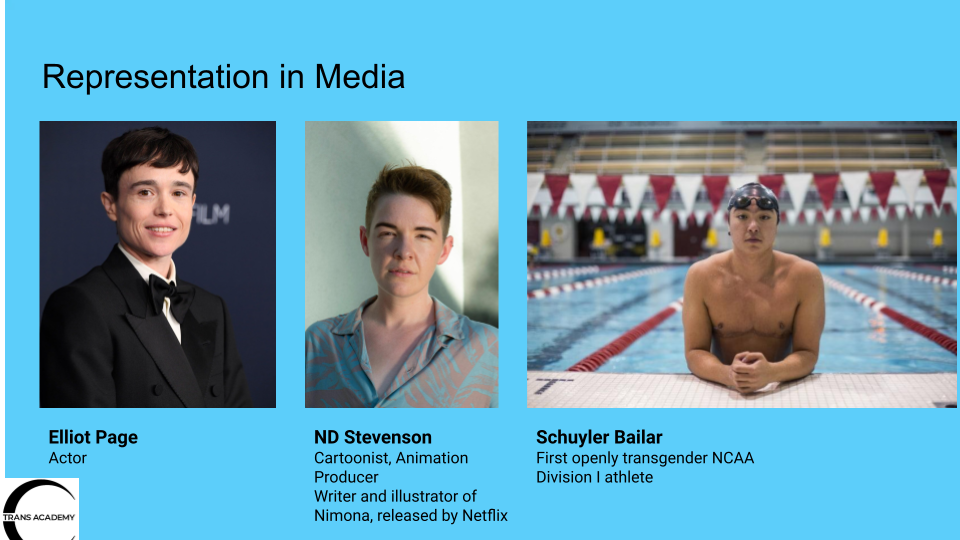 Representation in Media
FILM
Elliot Page
Actor
ND Stevenson
Cartoonist, Animation
Producer
Writer and illustrator of
Nimona, released by Netflix
Schuyler Bailar
First openly transgender NCAA
Division I athlete
TRANS ACADEMY